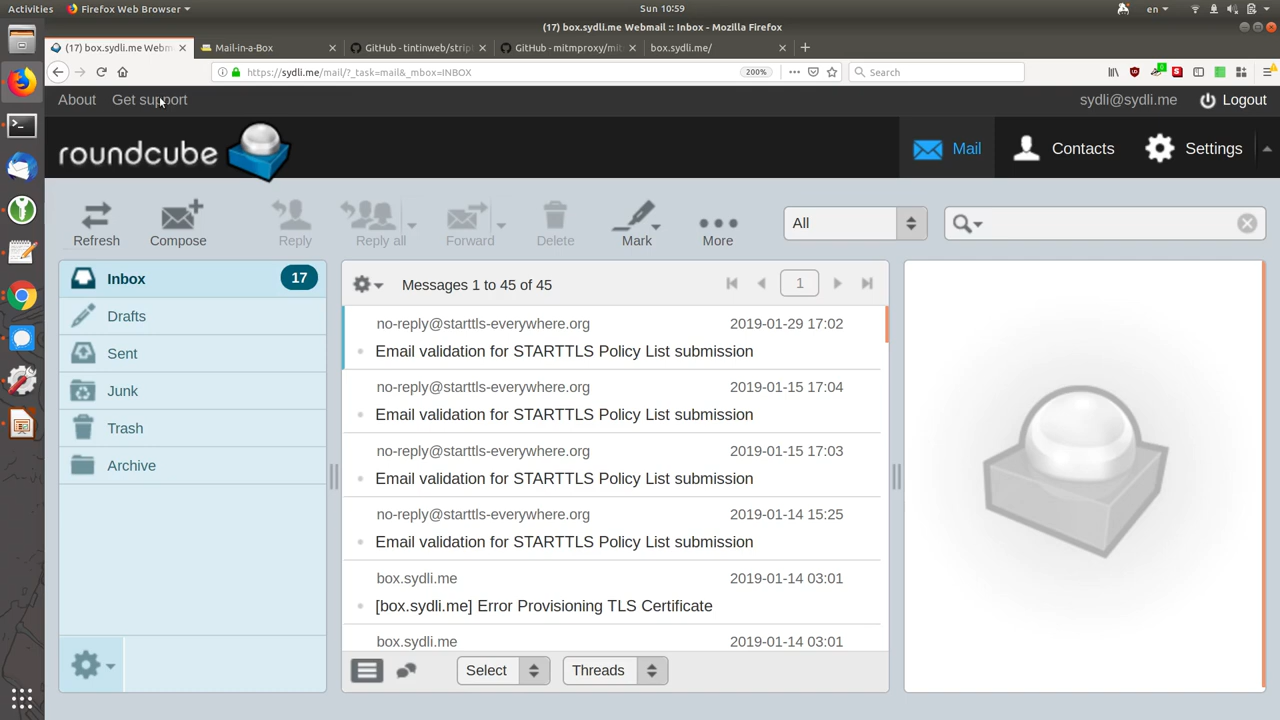 Activities Firefox Web Browser Sun 10:59 en
(17) box.sydli.me Webmail :: Inbox - Mozilla Firefox
(17) box.sydli.me Webm Mail-in-a-Box GitHub - tintinweb/strip GitHub - mitmproxy/mitm box.sydli.me/
https://sydli.me/mail/?_task=mail&_mbox=INBOX 200% Search
About Get support sydli@sydli.me Logout
roundcube Mail Contacts Settings
All
Refresh Compose Reply Reply all Forward Delete Mark More
Inbox 17
Drafts
Sent
Junk
Trash
Archive
Messages 1 to 45 of 45 1
no-reply@starttls-everywhere.org 2019-01-29 17:02
Email validation for STARTTLS Policy List submission
no-reply@starttls-everywhere.org 2019-01-15 17:04
Email validation for STARTTLS Policy List submission
no-reply@starttls-everywhere.org 2019-01-15 17:03
Email validation for STARTTLS Policy List submission
no-reply@starttls-everywhere.org 2019-01-14 15:25
Email validation for STARTTLS Policy List submission
box.sydli.me 2019-01-14 03:01
[box.sydli.me] Error Provisioning TLS Certificate
box.sydli.me 2019-01-14 03:01
Select Threads